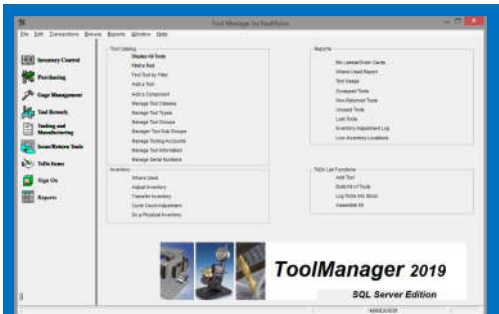 Tool Manager by HanVision
File Edit Transactions Browse Reports Window Help
Inventory Control
Purchasing
Gage Management
Tool Rework
Tooling and
Manufacturing
Issue/Return Tools
ToDo Items
Sign On
Reports
Tool Catalog
Display All Tools
Find a Tool
Find Tool by Filter
Add a Tool
Add a Component
Manage Tool Classes
Manage Tool Types
Manage Tool Groups
Manager Tool Sub Groups
Manage Tooling Accounts
Manage Tool Information
Manage Serial Numbers
Inventory
Where Used
Adjust Inventory
Transfer Inventory
Cycle Count Adjustment
Do a Physical Inventory
Reports
Bin Labels/Order Cards
Where Used Report
Tool Usage
Scrapped Tools
Non-Returned Tools
Unused Tools
Lost Tools
Inventory Adjustment Log
Low Inventory Locations
ToDo List Functions
Add Tool
Build Kit of Tools
Log Tools Into Stock
Assemble Kit
ToolManager 2019
SQL Server Edition